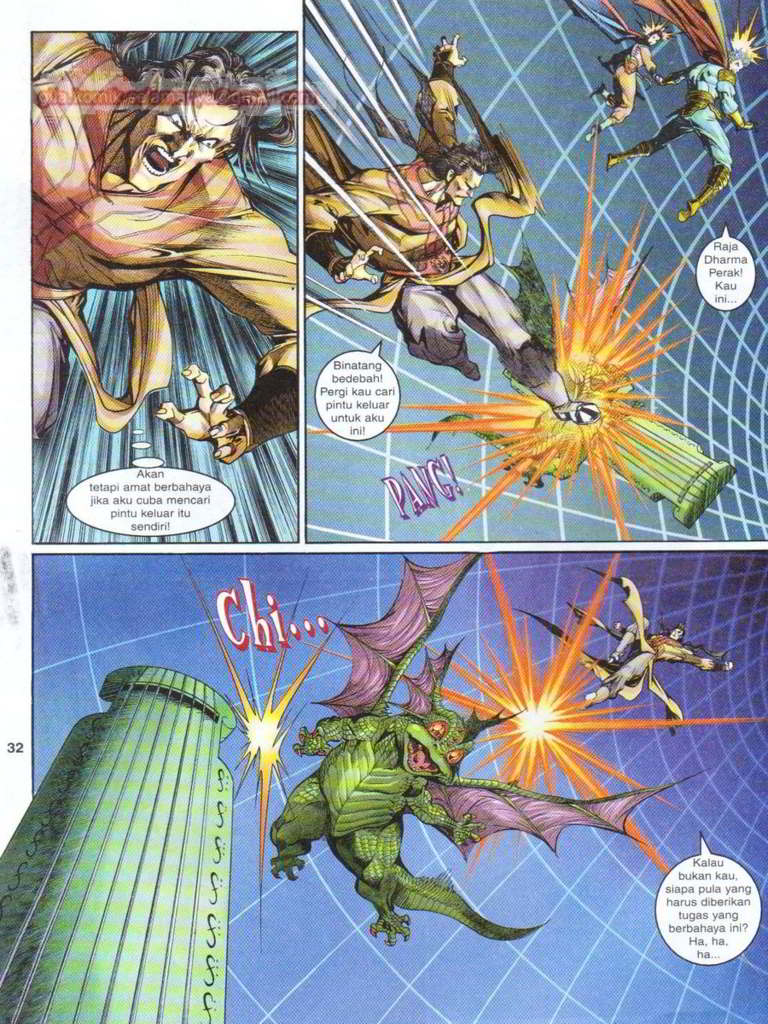 Akan
tetapi amat berbahaya
jika aku cuba mencari
pintu keluar itu
sendiri!
Raja
Dharma
Perak!
Kau
ini...
Binatang
bedebah!
Pergi kau cari
pintu keluar
untuk aku
ini!
PANG!
Chi...
32
Kalau
bukan kau,
siapa pula yang
harus diberikan
tugas yang
berbahaya ini?
Ha, ha,
ha...